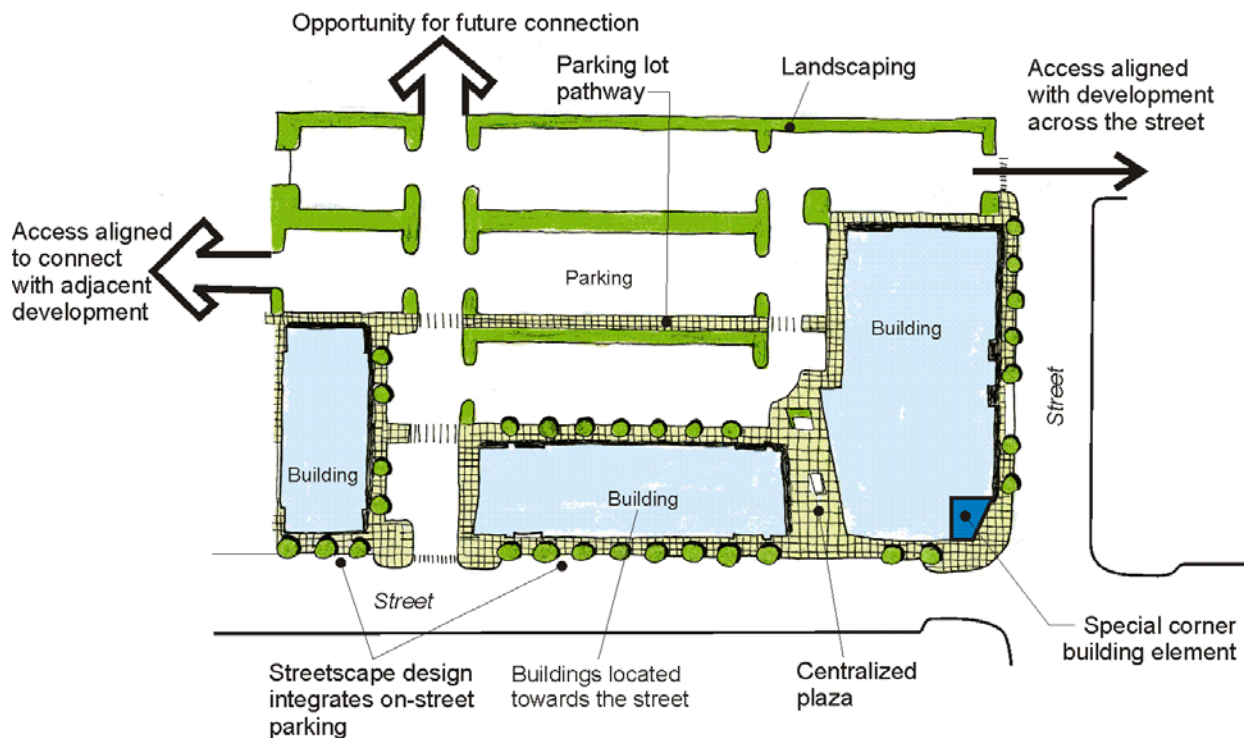 Opportunity for future connection
Parking lot
pathway
Landscaping
Access aligned
with development
across the street
Access aligned
to connect
with adjacent
development
Parking
Building
Building
Building
Street
Street
Streetscape design
integrates on-street
parking
Buildings located
towards the street
Centralized
plaza
Special corner
building element